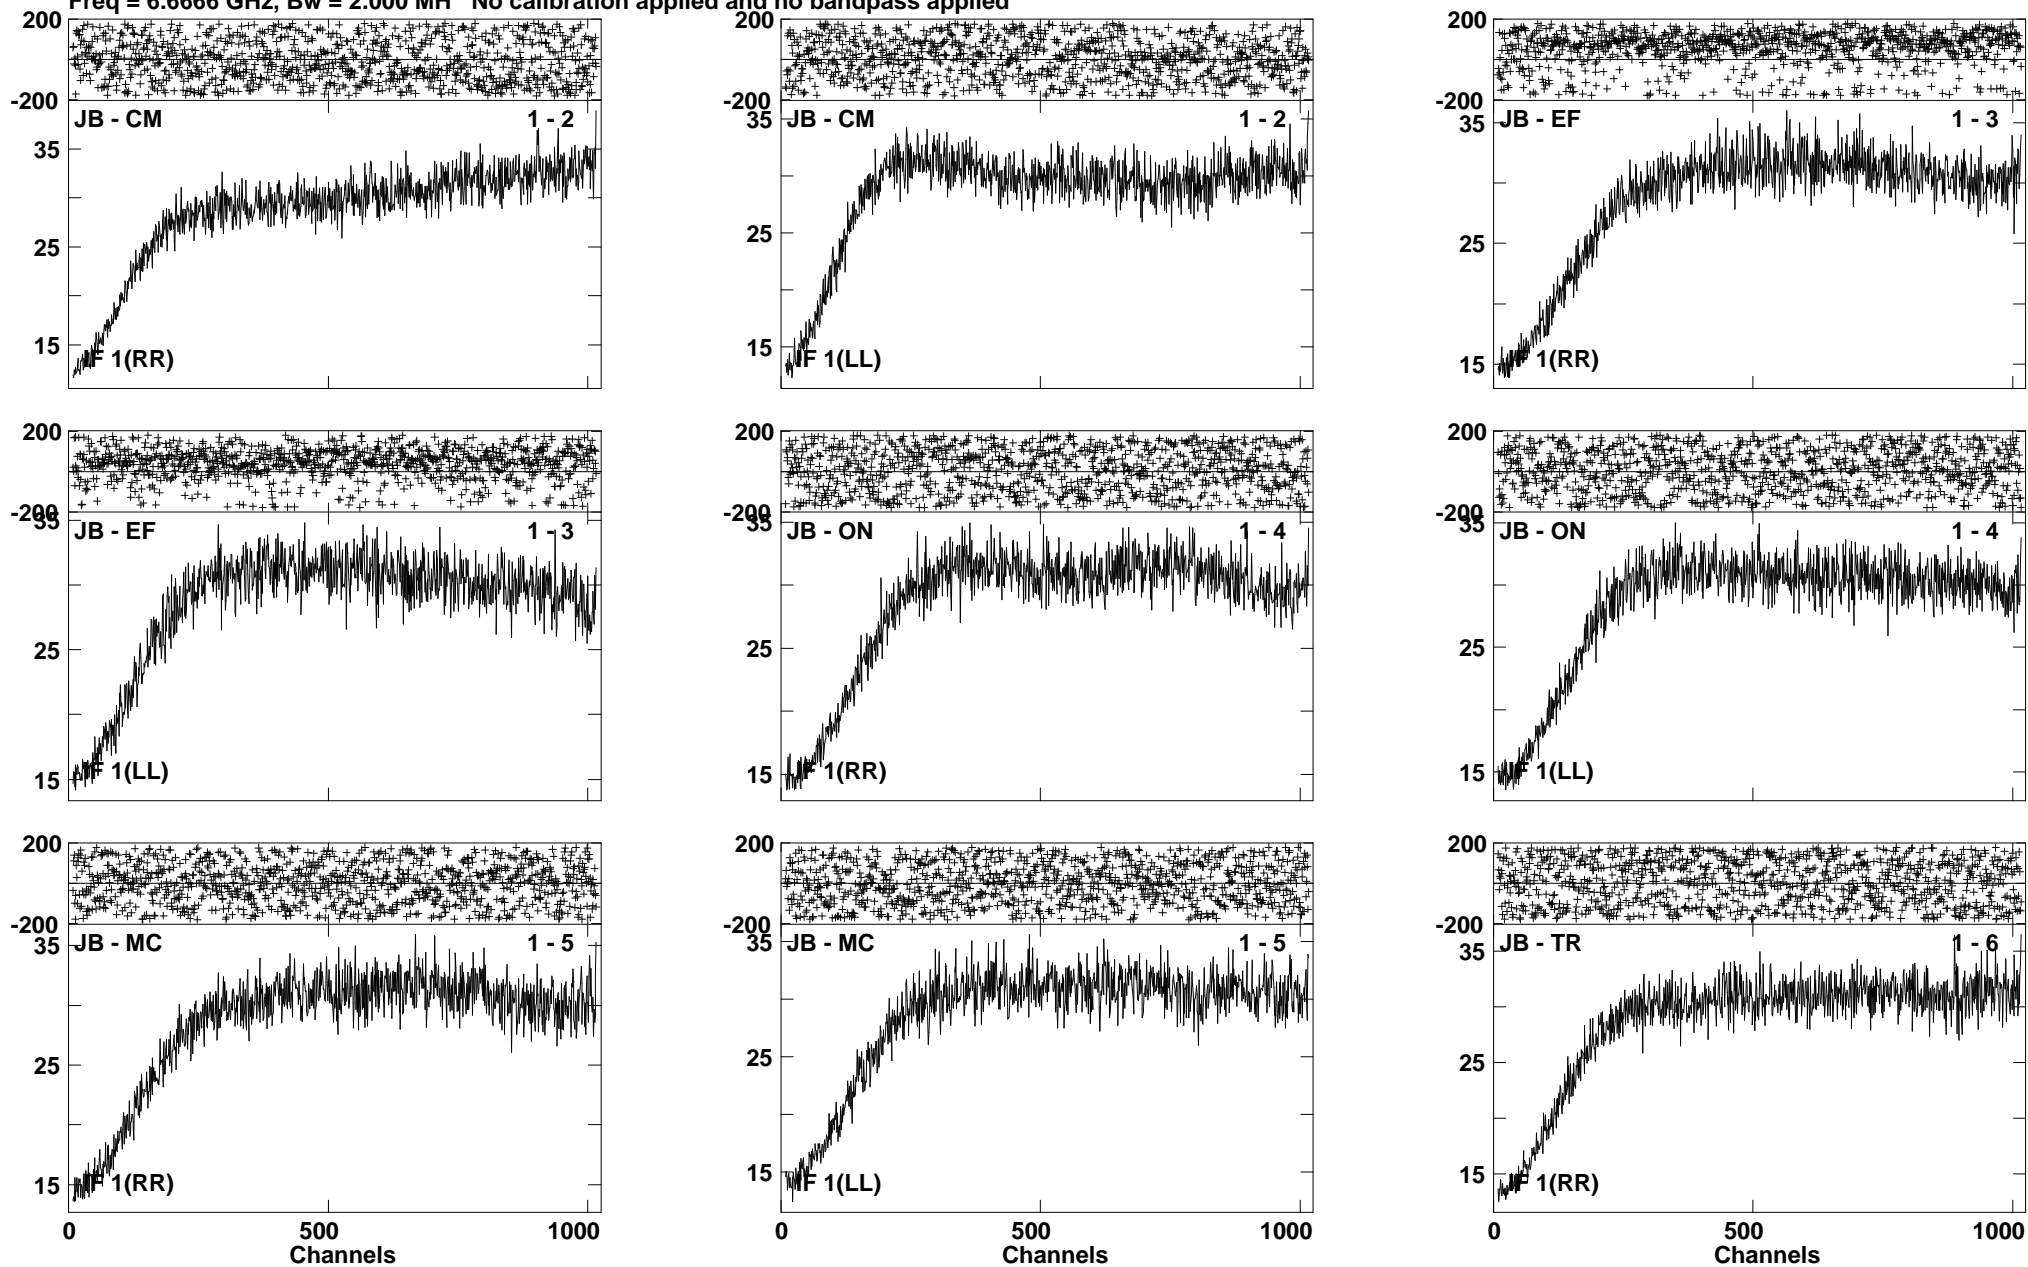 Freq = 6.6666 GHz, Bw = 2.000 MH No calibration applied and no bandpass applied
200
-200
JB - CM 1 - 2
35
25
15
IF 1(RR)
200
-200
JB - CM 1 - 2
35
25
15
IF 1(LL)
200
-200
JB - EF 1 - 3
35
25
15
IF 1(RR)
200
-200
JB - EF 1 - 3
35
25
15
IF 1(LL)
200
-200
JB - ON 1 - 4
35
25
15
IF 1(RR)
200
-200
JB - ON 1 - 4
35
25
15
IF 1(LL)
200
-200
JB - MC 1 - 5
35
25
15
IF 1(RR)
0 500 1000
Channels
200
-200
JB - MC 1 - 5
35
25
15
IF 1(LL)
0 500 1000
Channels
200
-200
JB - TR 1 - 6
35
25
15
IF 1(RR)
0 500 1000
Channels